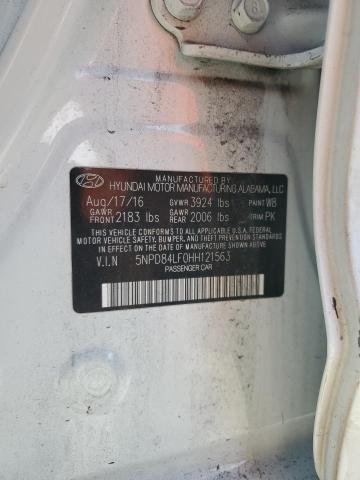 MANUFACTURED BY
HYUNDAI MOTOR MANUFACTURING ALABAMA, LLC
Aug/17/16 GVWR 3924 lbs PAINT WB
GAWR FRONT 2183 lbs GAWR REAR 2006 lbs TRIM PK
THIS VEHICLE CONFORMS TO ALL APPLICABLE U.S.A. FEDERAL
MOTOR VEHICLE SAFETY, BUMPER, AND THEFT PREVENTION
STANDARDS IN EFFECT ON THE DATE OF MANUFACTURE SHOWN ABOVE.
V.I.N 5NPD84LF0HH121563
PASSENGER CAR